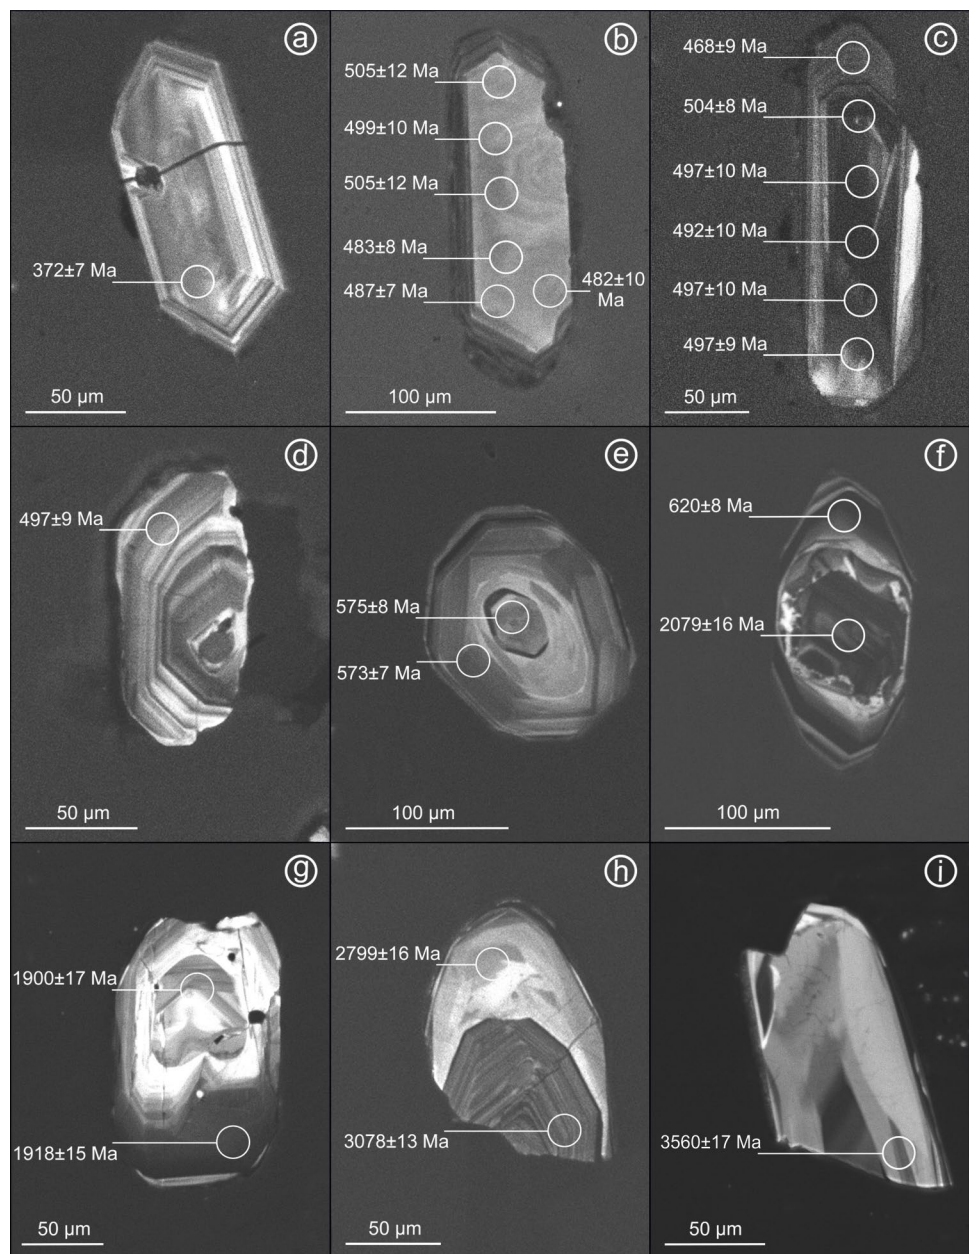 a
372±7 Ma
50 µm
b
505±12 Ma
499±10 Ma
505±12 Ma
483±8 Ma
487±7 Ma
482±10
Ma
100 µm
c
468±9 Ma
504±8 Ma
497±10 Ma
492±10 Ma
497±10 Ma
497±9 Ma
50 µm
d
497±9 Ma
50 µm
e
575±8 Ma
573±7 Ma
100 µm
f
620±8 Ma
2079±16 Ma
100 µm
g
1900±17 Ma
1918±15 Ma
50 µm
h
2799±16 Ma
3078±13 Ma
50 µm
i
3560±17 Ma
50 µm